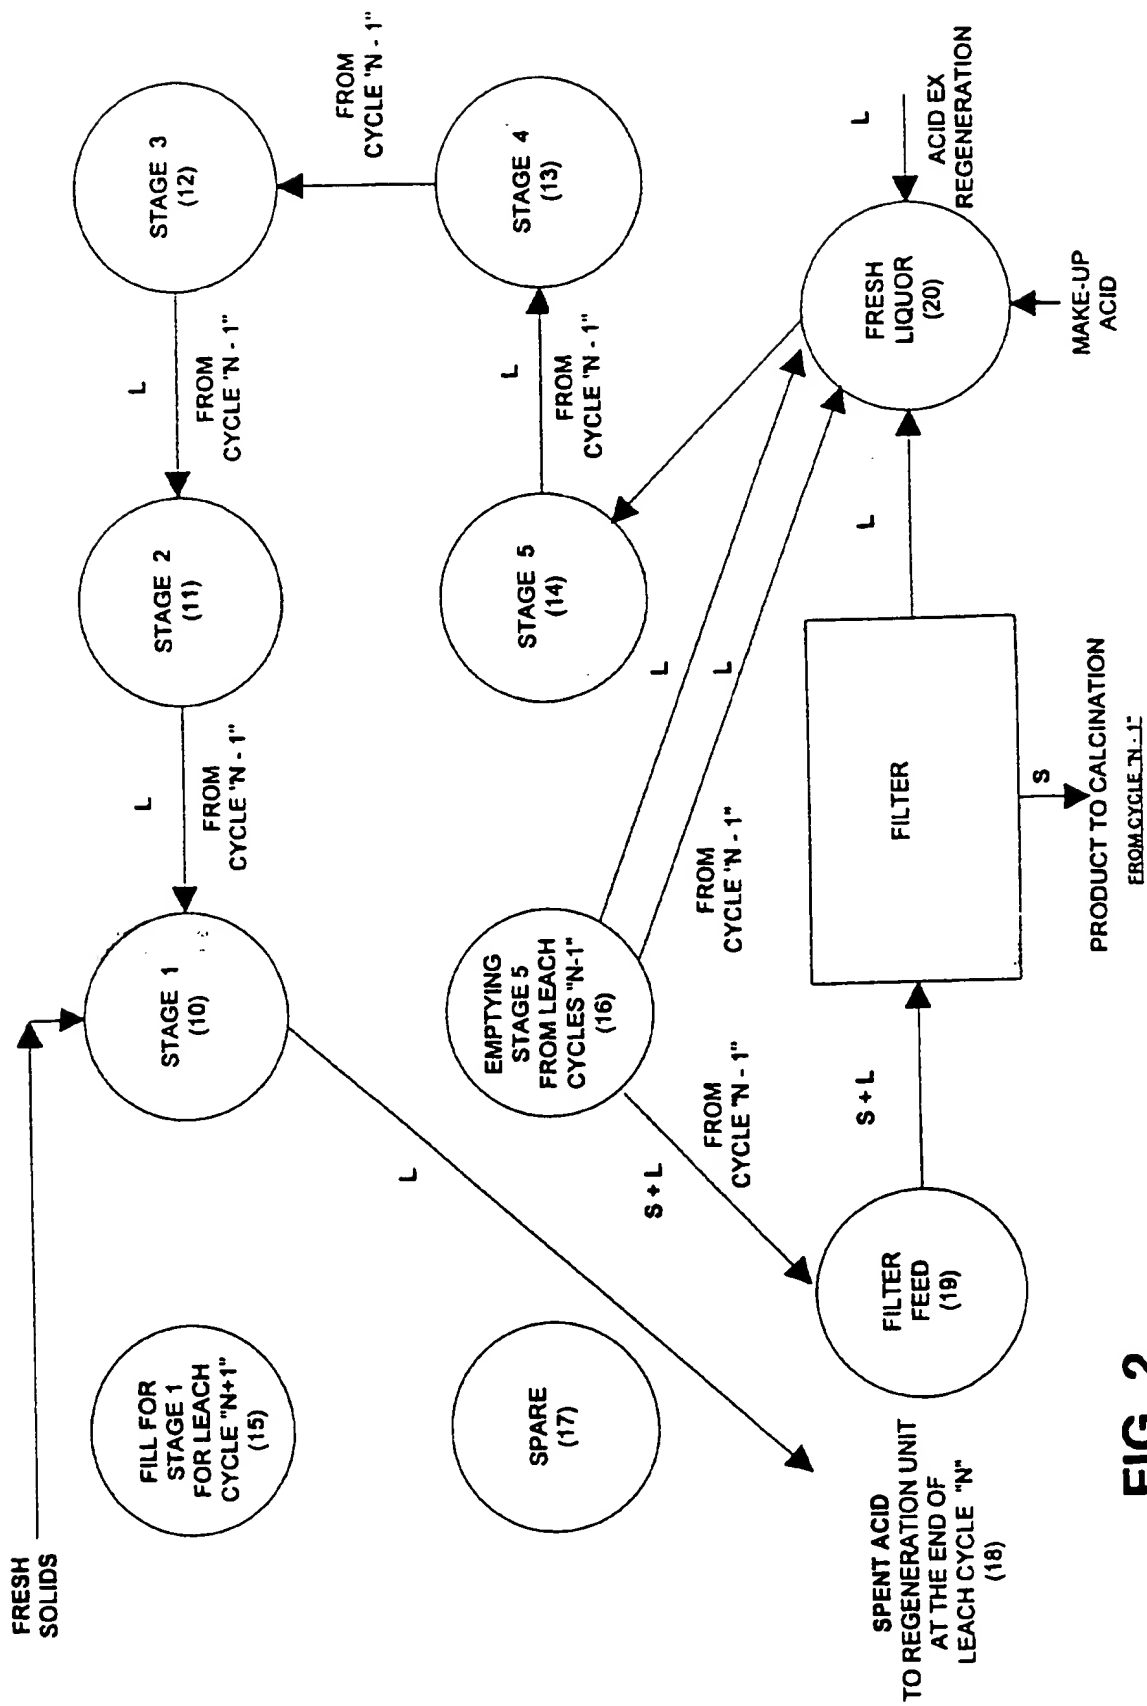 FRESH
SOLIDS
FILL FOR
STAGE 1
FOR LEACH
CYCLE "N+1"
(15)
STAGE 1
(10)
L
FROM
CYCLE "N - 1"
STAGE 2
(11)
L
FROM
CYCLE "N - 1"
STAGE 3
(12)
FROM
CYCLE "N - 1"
SPARE
(17)
L
EMPTYING
STAGE 5
FROM LEACH
CYCLES "N-1"
(16)
STAGE 5
(14)
L
FROM
CYCLE "N - 1"
STAGE 4
(13)
S + L
FROM
CYCLE "N - 1"
FROM
CYCLE "N - 1"
L
L
SPENT ACID
TO REGENERATION UNIT
AT THE END OF
LEACH CYCLE "N"
(18)
FILTER
FEED
(19)
S + L
FILTER
L
FRESH
LIQUOR
(20)
L
ACID EX
REGENERATION
S
PRODUCT TO CALCINATION
FROM CYCLE "N - 1"
MAKE-UP
ACID
FIG. 2